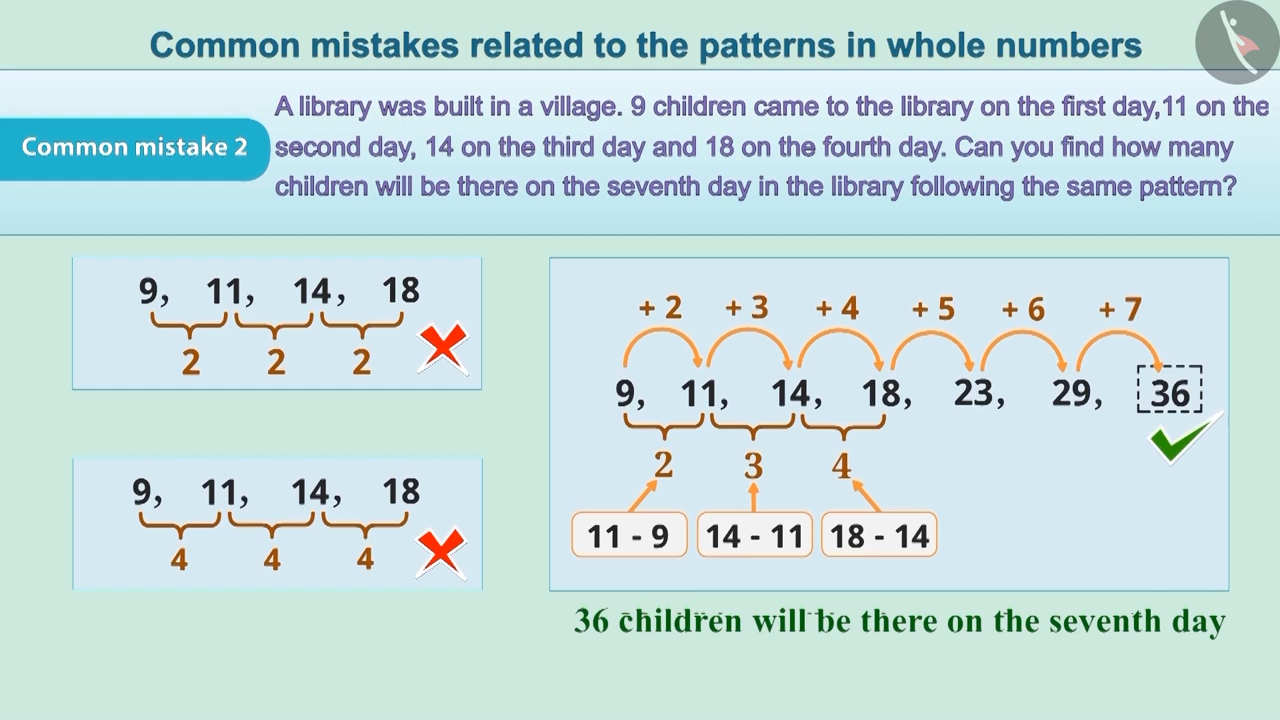 Common mistakes related to the patterns in whole numbers
Common mistake 2
A library was built in a village. 9 children came to the library on the first day,11 on the
second day, 14 on the third day and 18 on the fourth day. Can you find how many
children will be there on the seventh day in the library following the same pattern?
9, 11, 14, 18
2 2 2
9, 11, 14, 18
4 4 4
+ 2 + 3 + 4 + 5 + 6 + 7
9, 11, 14, 18, 23, 29, 36
2 3 4
11 - 9 14 - 11 18 - 14
36 children will be there on the seventh day